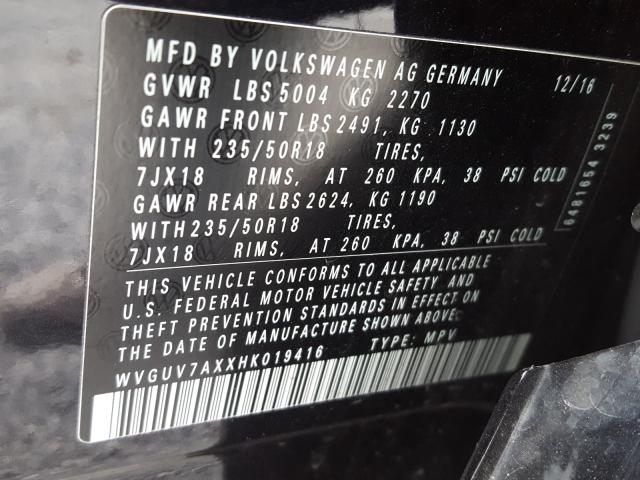 MFD BY VOLKSWAGEN AG GERMANY 12/16
GVWR LBS 5004 KG 2270
GAWR FRONT LBS 2491, KG 1130
WITH 235/50R18 TIRES,
7JX18 RIMS, AT 260 KPA, 38 PSI COLD
GAWR REAR LBS 2624, KG 1190
WITH 235/50R18 TIRES,
7JX18 RIMS, AT 260 KPA, 38 PSI COLD
THIS VEHICLE CONFORMS TO ALL APPLICABLE
U.S. FEDERAL MOTOR VEHICLE SAFETY AND
THEFT PREVENTION STANDARDS IN EFFECT ON
THE DATE OF MANUFACTURE SHOWN ABOVE.
WVGUV7AXXHK019416 TYPE: MPV
6481654 3239